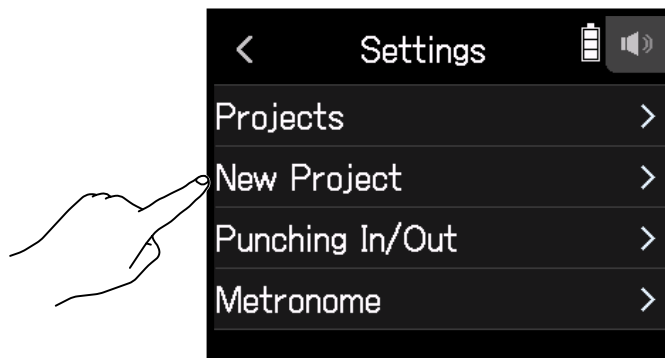 Settings
Projects
New Project
Punching In/Out
Metronome